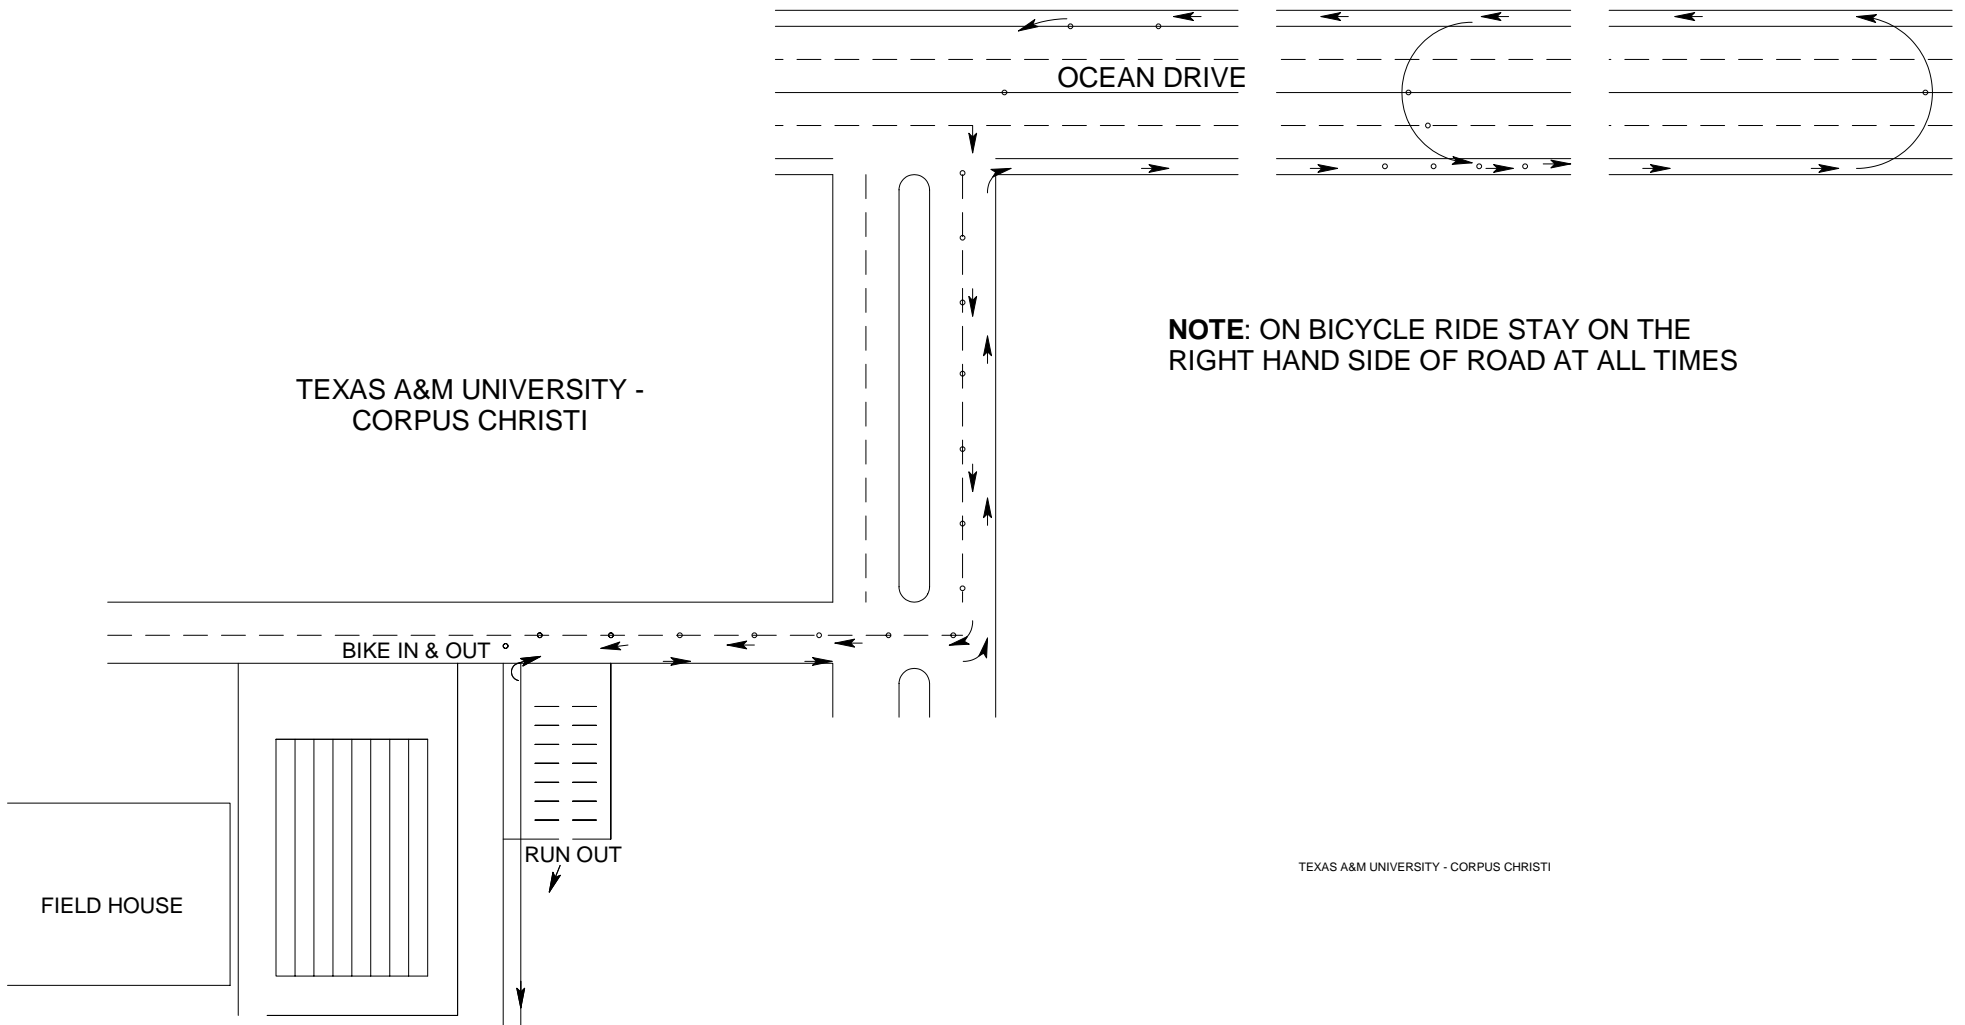 OCEAN DRIVE
NOTE: ON BICYCLE RIDE STAY ON THE
RIGHT HAND SIDE OF ROAD AT ALL TIMES
TEXAS A&M UNIVERSITY -
CORPUS CHRISTI
BIKE IN & OUT
RUN OUT
TEXAS A&M UNIVERSITY - CORPUS CHRISTI
FIELD HOUSE